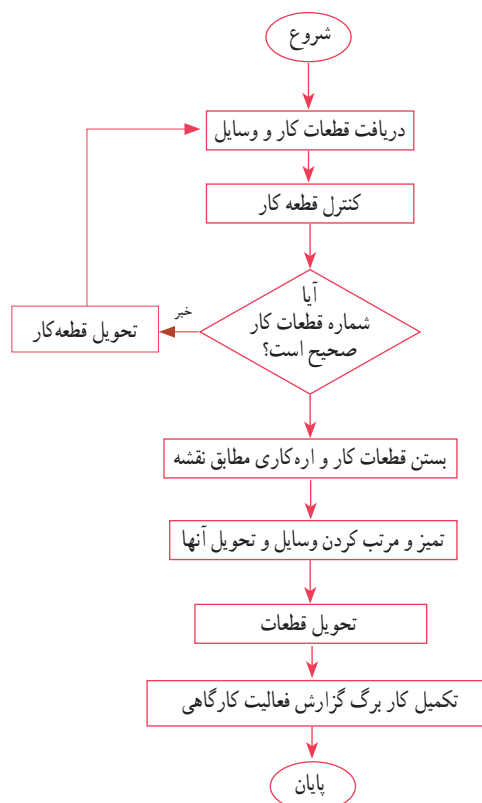 شروع
دریافت قطعات کار و وسایل
کنترل قطعه کار
آیا
شماره قطعات کار
صحیح است؟
خیر
تحویل قطعه‌کار
بستن قطعات کار و اره‌کاری مطابق نقشه
تمیز و مرتب کردن وسایل و تحویل آنها
تحویل قطعات
تکمیل کار برگ گزارش فعالیت کارگاهی
پایان